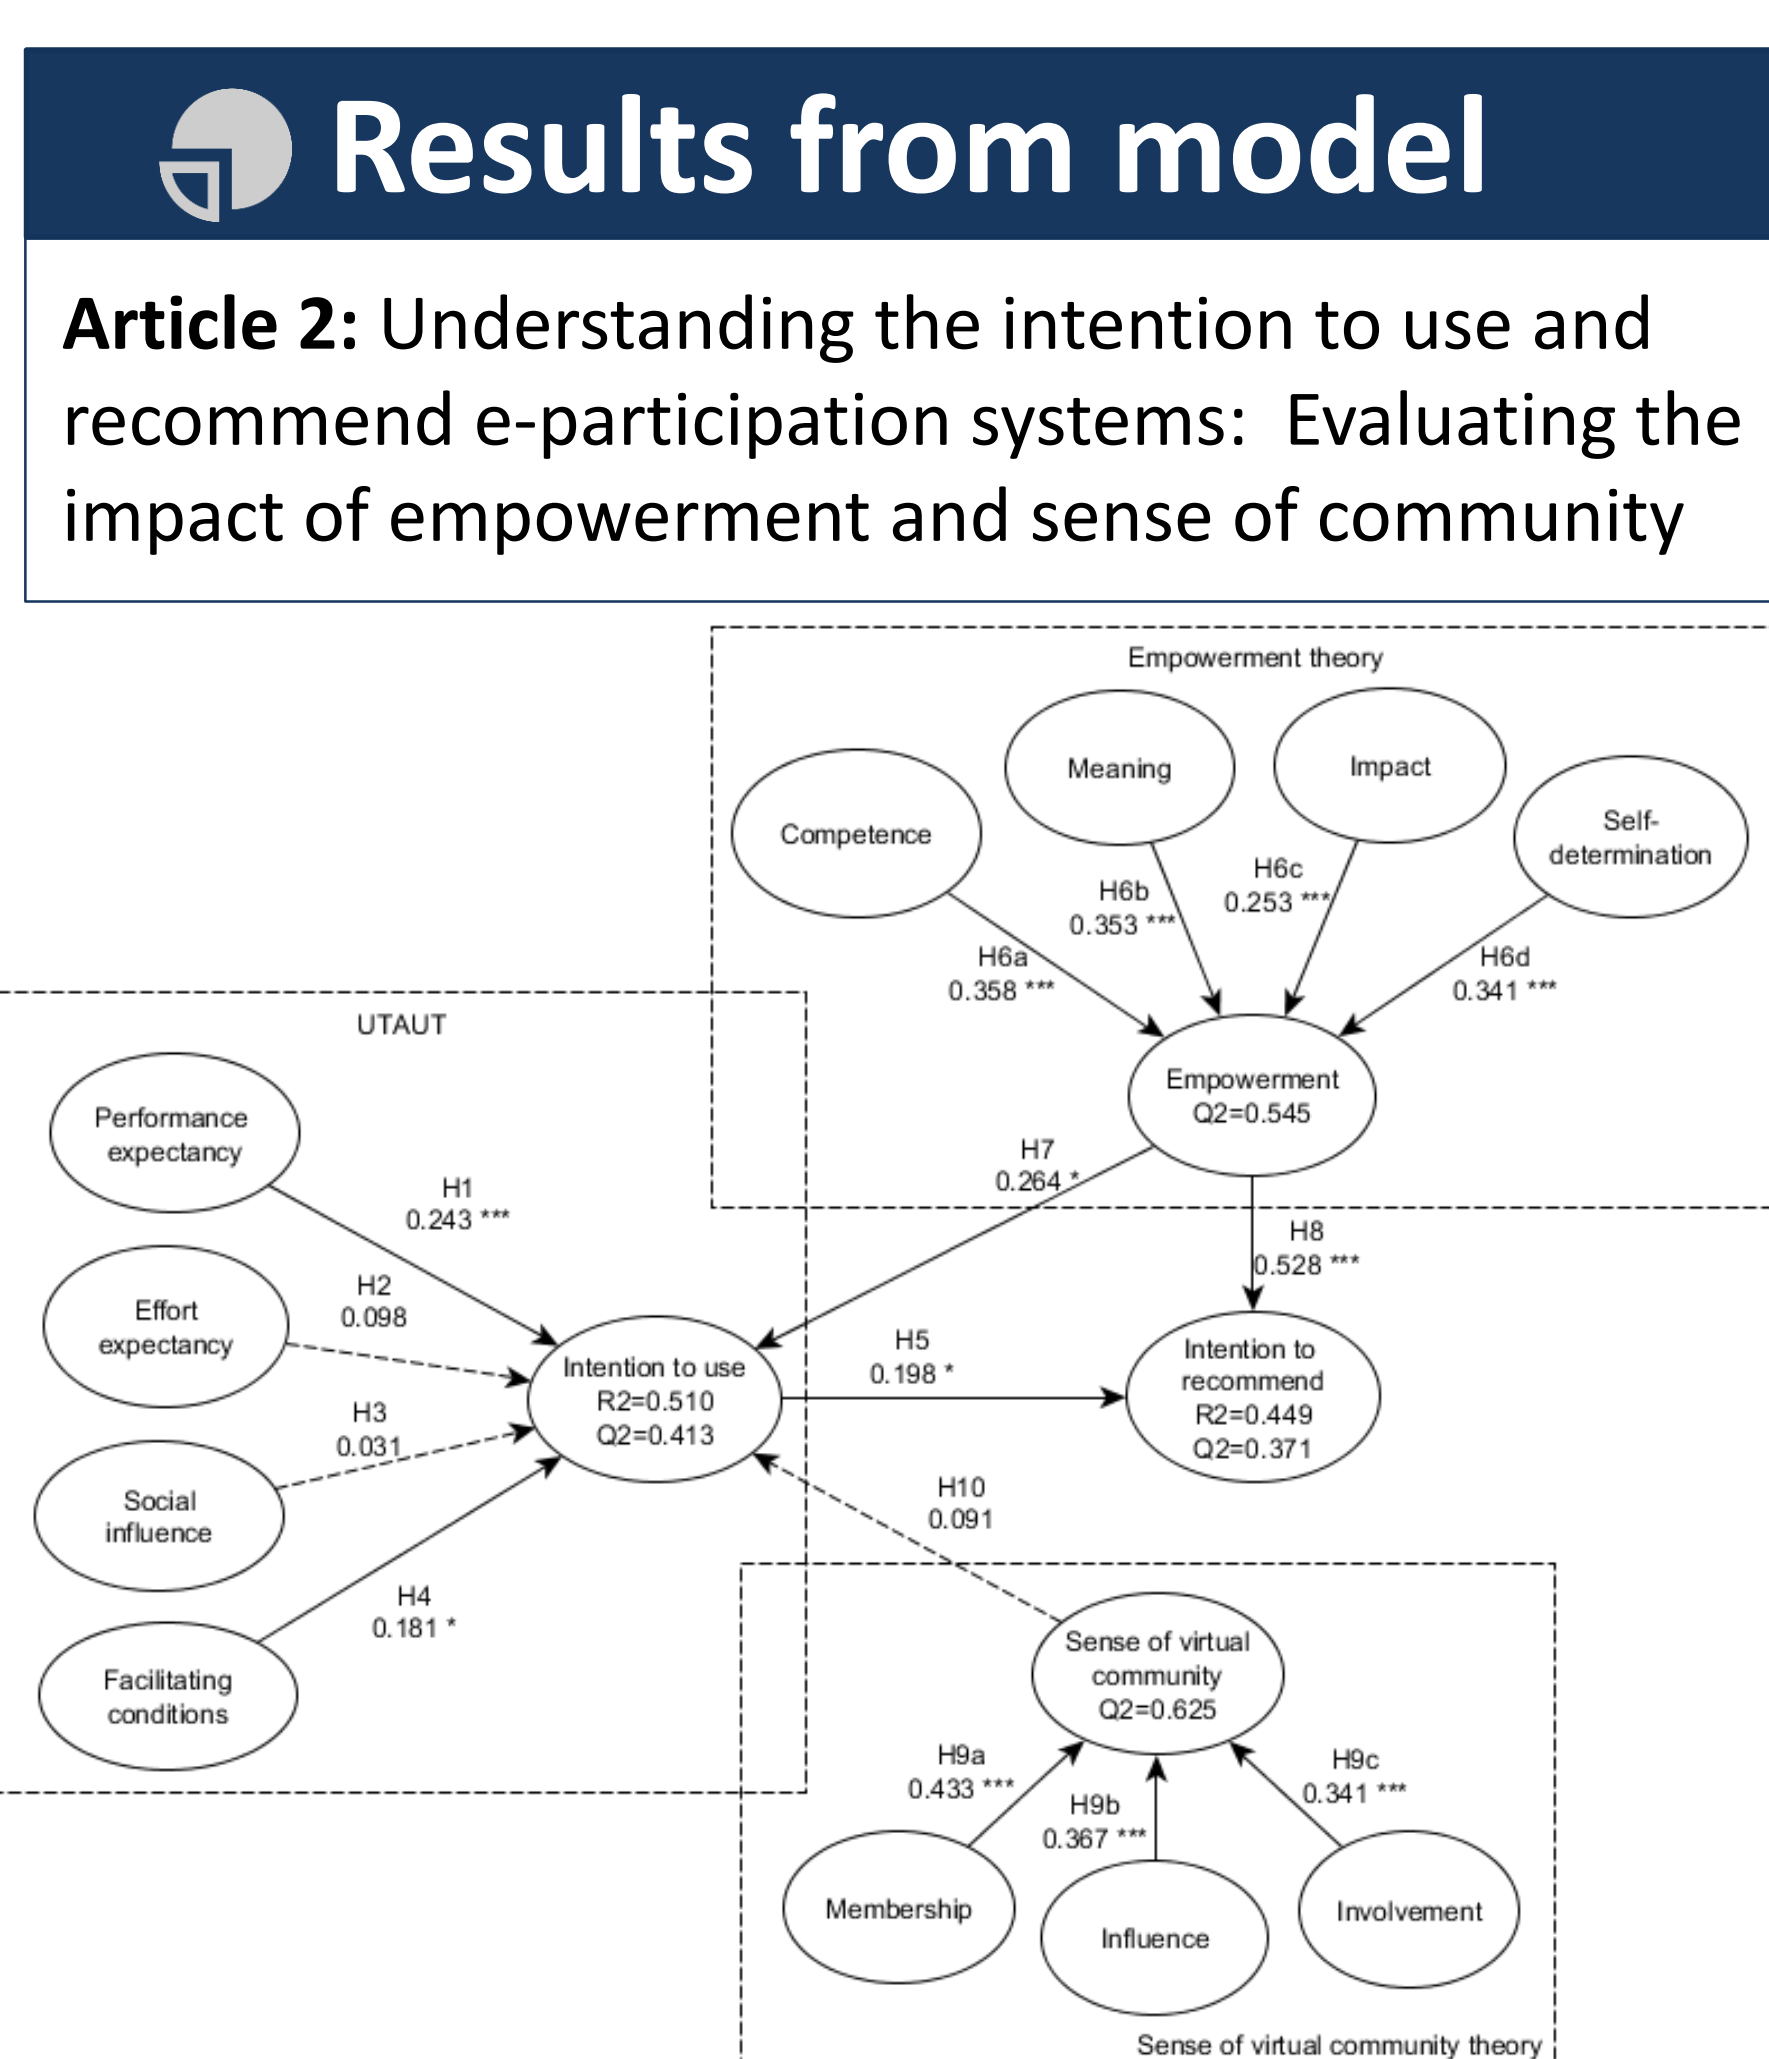 Results from model
Article 2: Understanding the intention to use and
recommend e-participation systems:  Evaluating the
impact of empowerment and sense of community
Empowerment theory
Competence
Meaning
Impact
Self-
determination
H6a
0.358 ***
H6b
0.353 ***
H6c
0.253 ***
H6d
0.341 ***
Empowerment
Q2=0.545
UTAUT
Performance
expectancy
Effort
expectancy
Social
influence
Facilitating
conditions
H1
0.243 ***
H2
0.098
H3
0.031
H4
0.181 *
Intention to use
R2=0.510
Q2=0.413
H7
0.264 *
H8
0.528 ***
H5
0.198 *
Intention to
recommend
R2=0.449
Q2=0.371
H10
0.091
Sense of virtual
community
Q2=0.625
H9a
0.433 ***
H9b
0.367 ***
H9c
0.341 ***
Membership
Influence
Involvement
Sense of virtual community theory